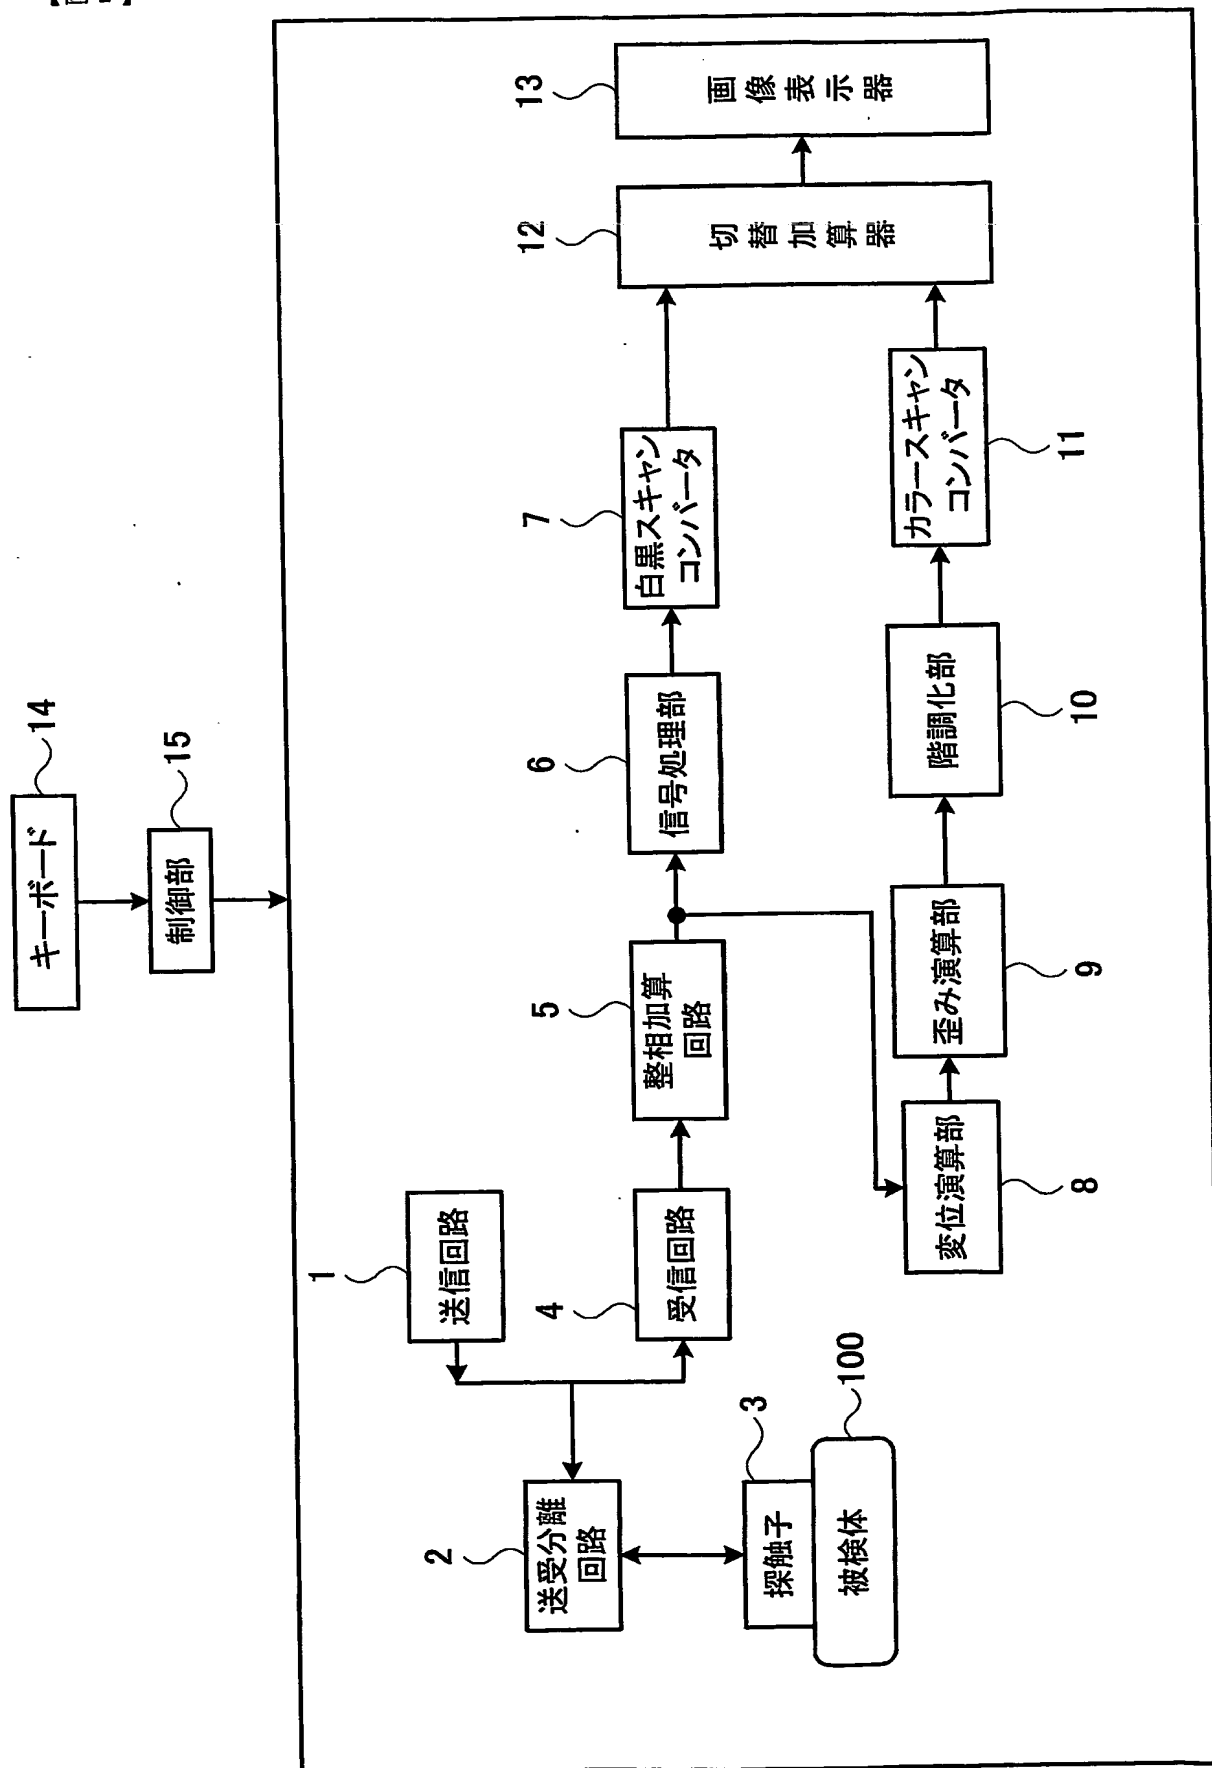 キーボード
14
制御部
15
1
送信回路
2
送受分離
回路
3
探触子
100
被検体
4
受信回路
5
整相加算
回路
6
信号処理部
7
白黒スキャン
コンバータ
8
変位演算部
9
歪み演算部
10
階調化部
11
カラースキャン
コンバータ
12
切替加算器
13
画像表示器